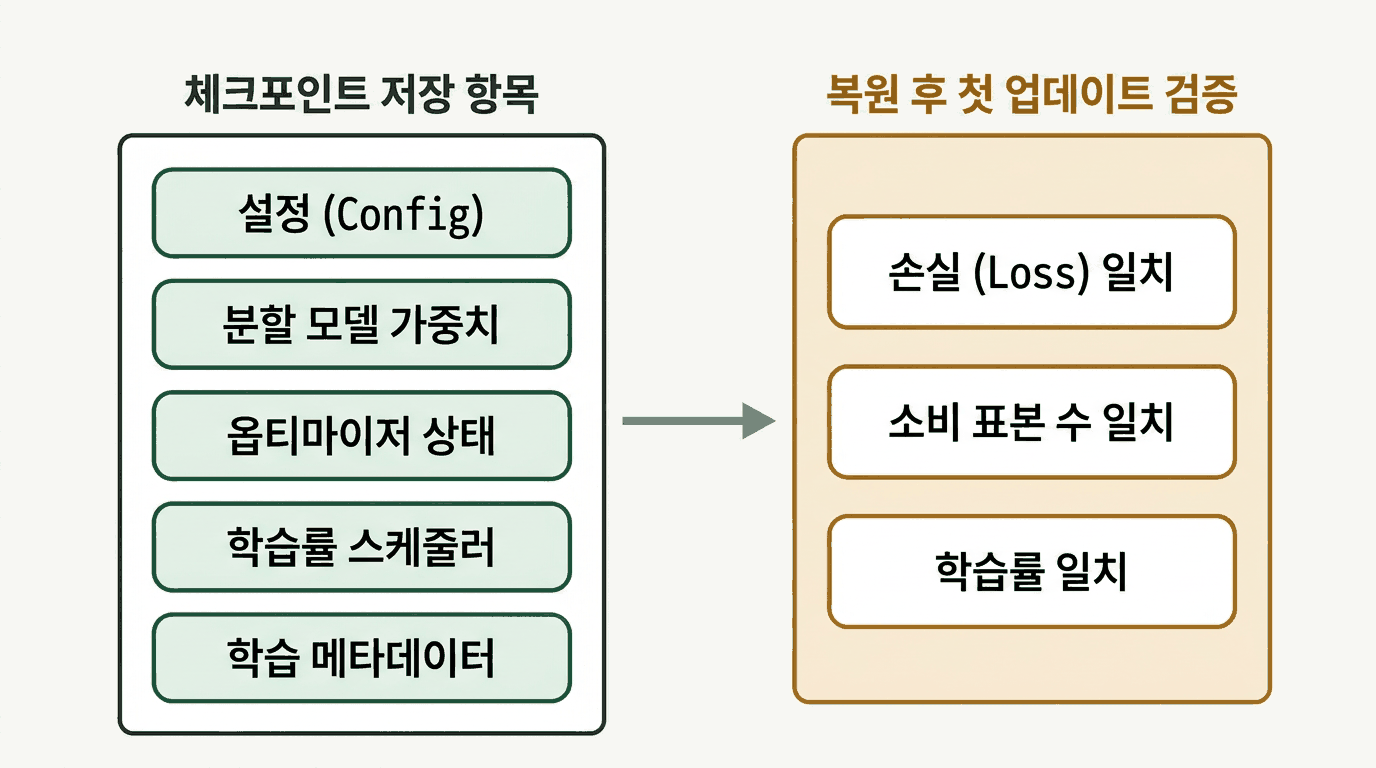 체크포인트 저장 항목
설정 (Config)
분할 모델 가중치
옵티마이저 상태
학습률 스케줄러
학습 메타데이터
복원 후 첫 업데이트 검증
손실 (Loss) 일치
소비 표본 수 일치
학습률 일치